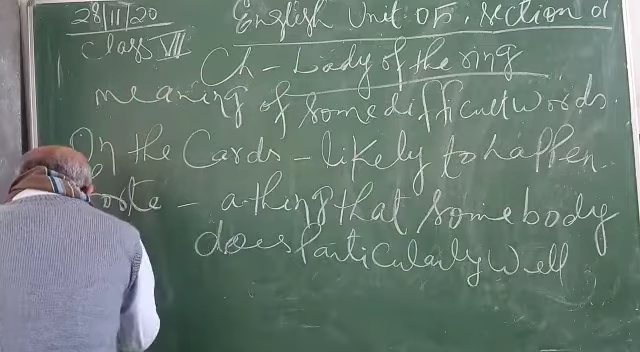 28/11/20 English Unit 05, Section 01
Class VII
Ch - Lady of the ring
meaning of some difficult words.
On the Cards - likely to happen.
forte - a thing that somebody
does Particularly well